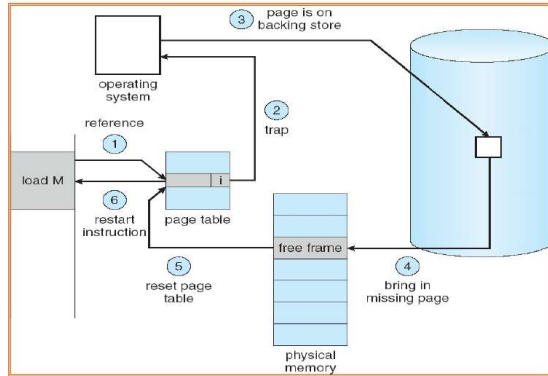 3
page is on
backing store
operating
system
2
trap
reference
1
load M
i
6
restart
instruction
page table
free frame
5
reset page
table
4
bring in
missing page
physical
memory